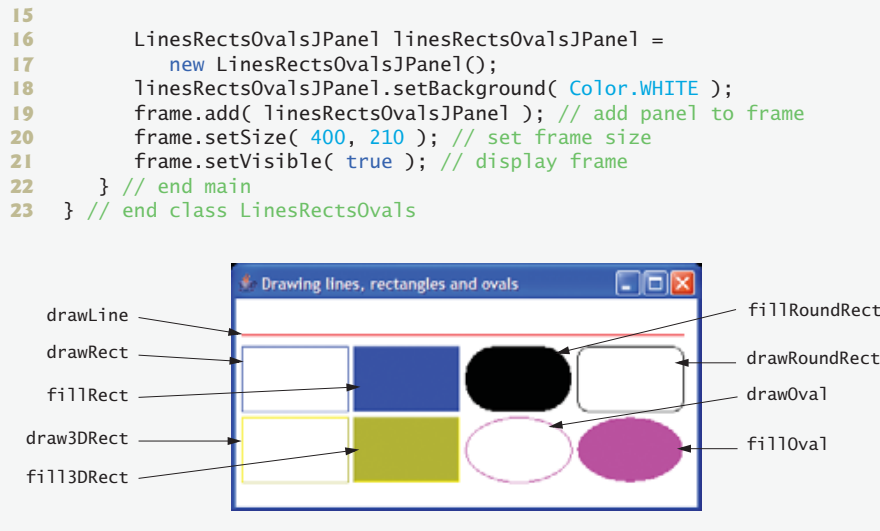 15
16 LinesRectsOvalsJPanel linesRectsOvalsJPanel =
17 new LinesRectsOvalsJPanel();
18 linesRectsOvalsJPanel.setBackground( Color.WHITE );
19 frame.add( linesRectsOvalsJPanel ); // add panel to frame
20 frame.setSize( 400, 210 ); // set frame size
21 frame.setVisible( true ); // display frame
22 } // end main
23 } // end class LinesRectsOvals
Drawing lines, rectangles and ovals
drawLine
drawRect
fillRect
draw3DRect
fill3DRect
fillRoundRect
drawRoundRect
drawOval
fillOval